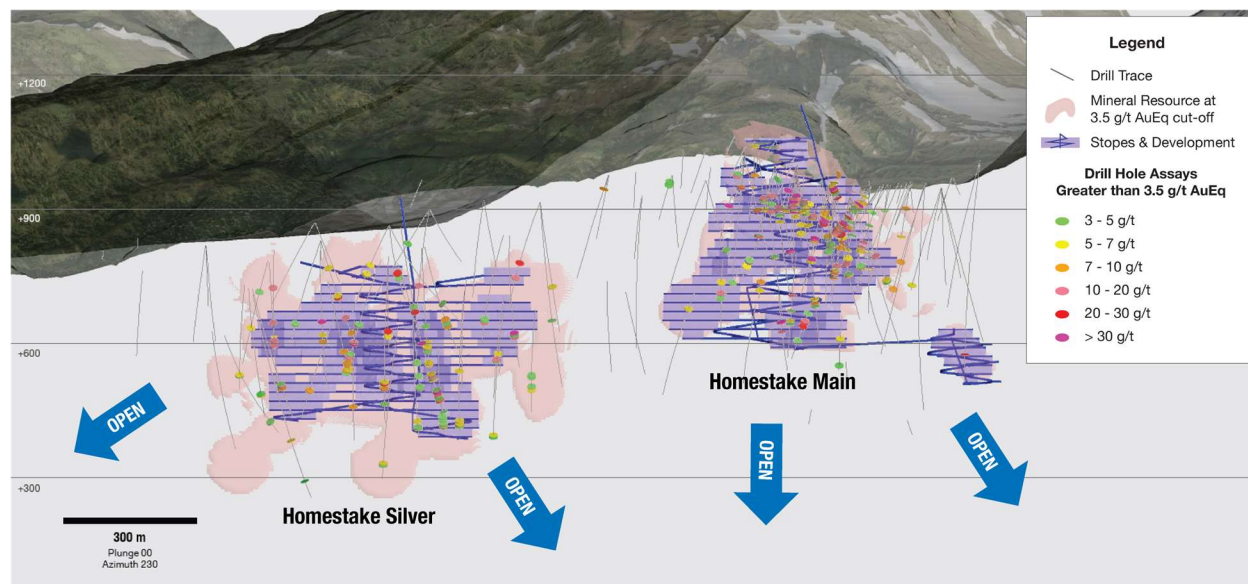 Legend
Drill Trace
Mineral Resource at
3.5 g/t AuEq cut-off
Stopes & Development
Drill Hole Assays
Greater than 3.5 g/t AuEq
3 - 5 g/t
5 - 7 g/t
7 - 10 g/t
10 - 20 g/t
20 - 30 g/t
> 30 g/t
+1200
+900
+600
+300
Homestake Main
Homestake Silver
OPEN
OPEN
OPEN
OPEN
300 m
Plunge 00
Azimuth 230